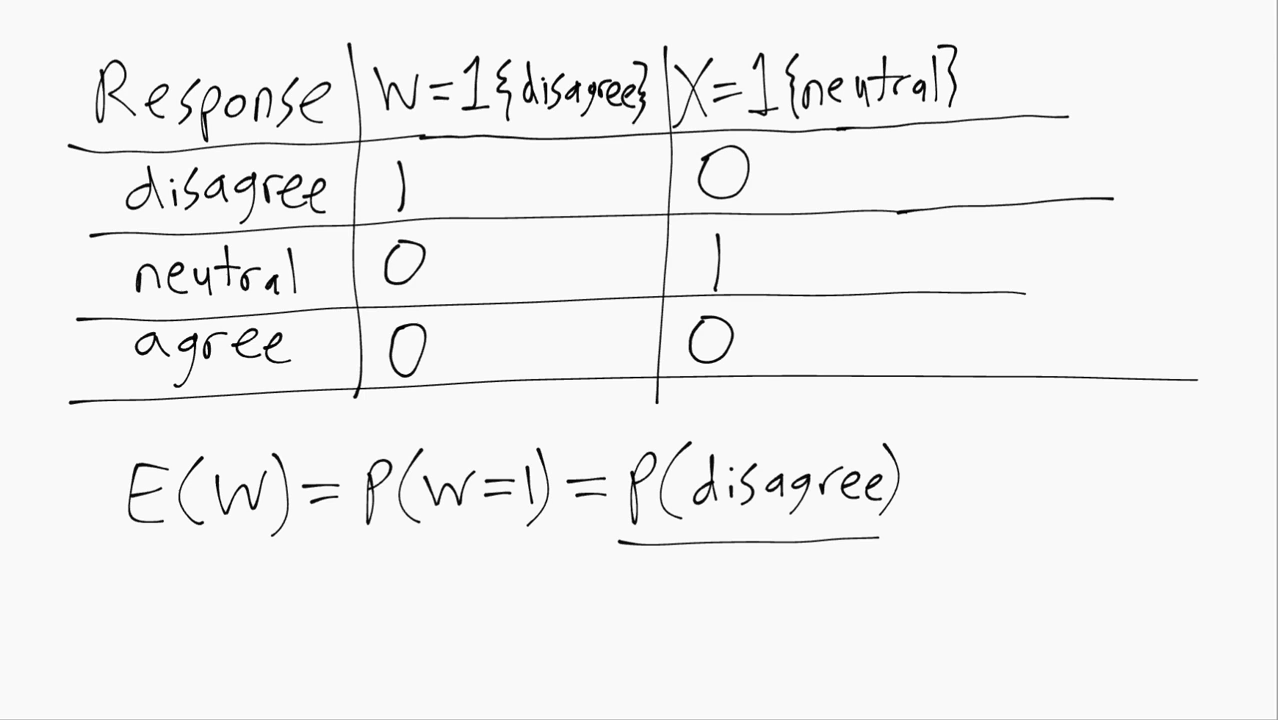 Response W=1{disagree} X=1{neutral}
disagree 1 0
neutral 0 1
agree 0 0
E(W)=P(W=1)=P(disagree)